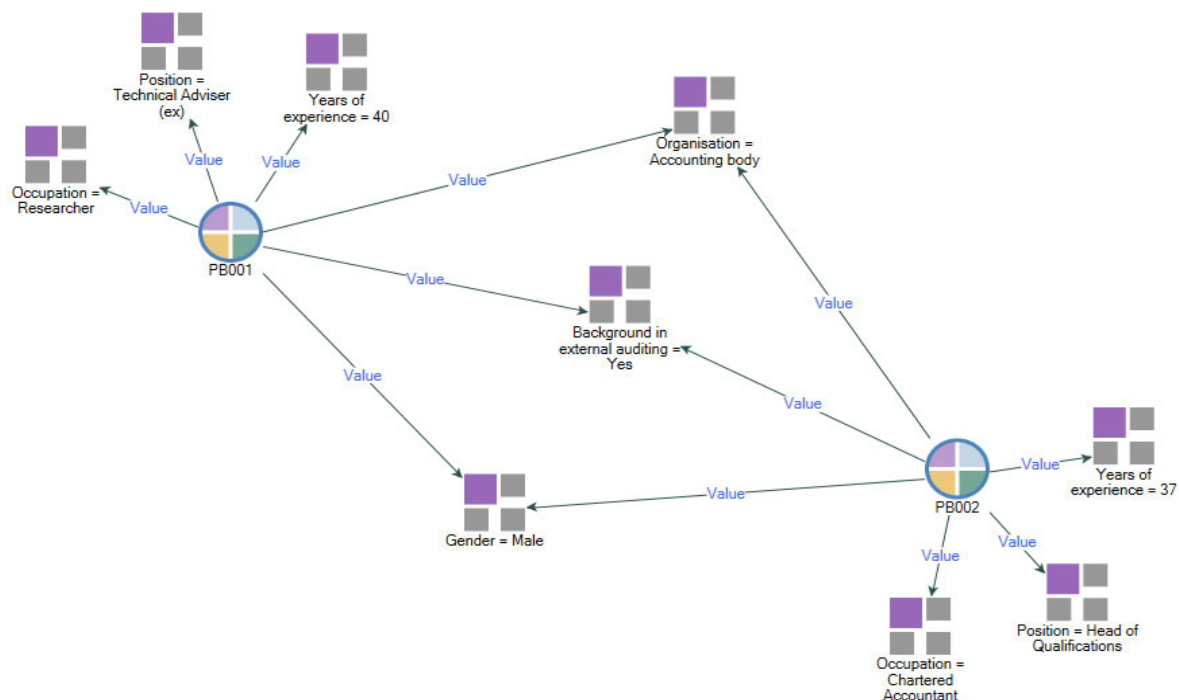 Position =
Technical Adviser
(ex)
Years of
experience = 40
Organisation =
Accounting body
Occupation =
Researcher
Value
Value
Value
Value
PB001
Value
Value
Background in
external auditing =
Yes
Value
Value
Value
Value
Gender = Male
PB002
Value
Years of
experience = 37
Value
Value
Position = Head of
Qualifications
Occupation =
Chartered
Accountant